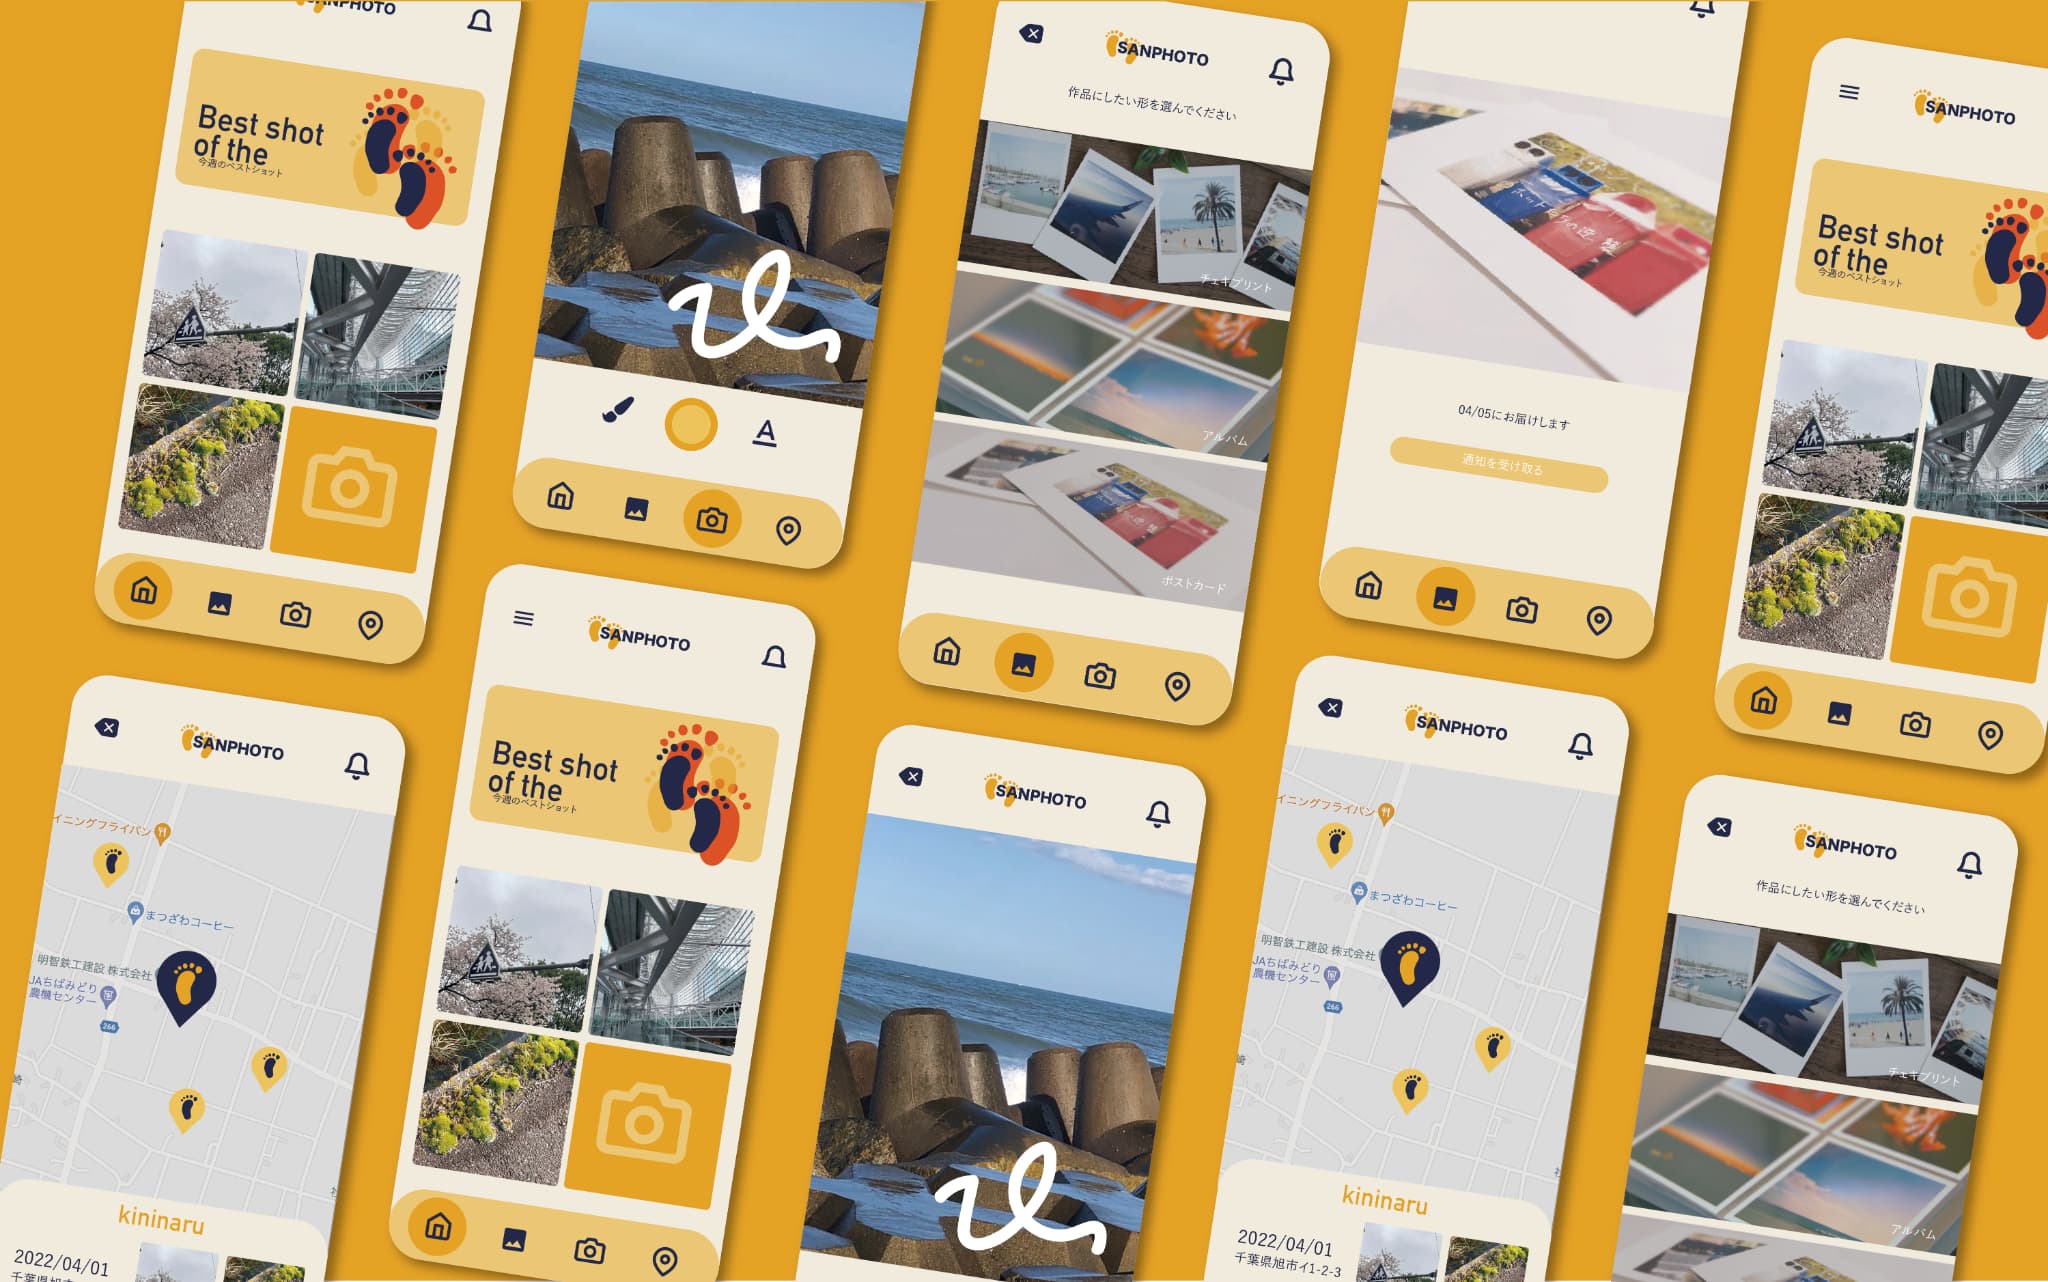 SANPHOTO
Best shot
of the
今週のベストショット
SANPHOTO
作品にしたい形を選んでください
チェキプリント
アルバム
ポストカード
04/05にお届けします
通知を受け取る
SANPHOTO
Best shot
of the
今週のベストショット
SANPHOTO
イニングフライパン
まつざわコーヒー
明智鉄工建設 株式会社
JAちばみどり
農機センター
266
崎
kininaru
2022/04/01
千葉県旭市
SANPHOTO
Best shot
of the
今週のベストショット
SANPHOTO
SANPHOTO
イニングフライパン
まつざわコーヒー
明智鉄工建設 株式会社
JAちばみどり
農機センター
266
崎
kininaru
2022/04/01
千葉県旭市イ1-2-3
SANPHOTO
作品にしたい形を選んでください
チェキプリント
アルバム